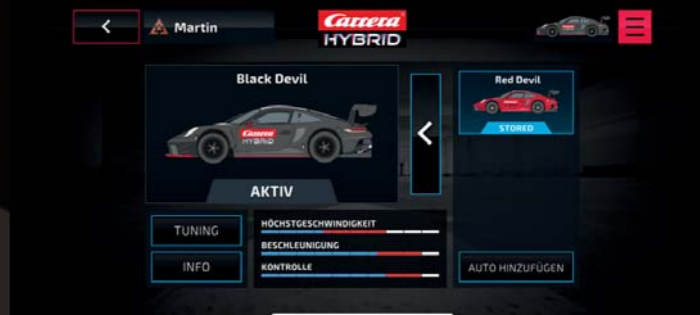 Martin
Carrera
HYBRID
Black Devil
Carrera
HYBRID
AKTIV
Red Devil
STORED
TUNING
INFO
HÖCHSTGESCHWINDIGKEIT
BESCHLEUNIGUNG
KONTROLLE
AUTO HINZUFÜGEN